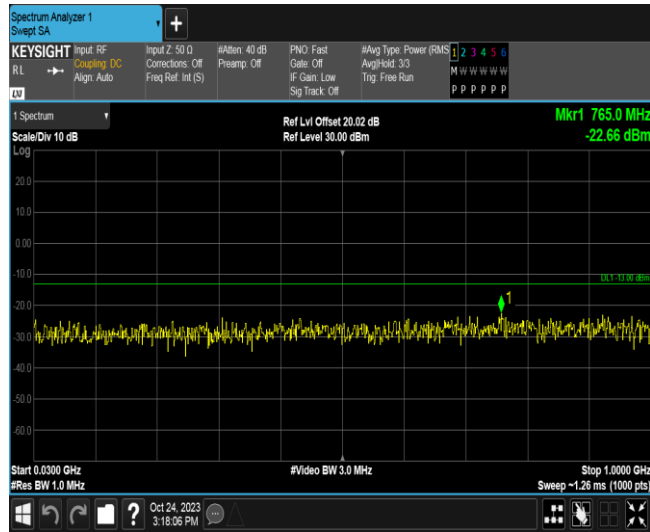 Spectrum Analyzer 1
Swept SA
+
KEYSIGHT
RL
LXI
Input: RF
Coupling: DC
Align: Auto
Input Z: 50 Ω
Corrections: Off
Freq Ref: Int (S)
#Atten: 40 dB
Preamp: Off
PNO: Fast
Gate: Off
IF Gain: Low
Sig Track: Off
#Avg Type: Power (RMS
Avg|Hold: 3/3
Trig: Free Run
1 2 3 4 5 6
M W W W W W
P P P P P P
1 Spectrum
Scale/Div 10 dB
Log
Ref Lvl Offset 20.02 dB
Ref Level 30.00 dBm
Mkr1 765.0 MHz
-22.66 dBm
20.0
10.0
0.00
-10.0
DL1 -13.00 dBm
1
-20.0
-30.0
-40.0
-50.0
-60.0
Start 0.0300 GHz
#Res BW 1.0 MHz
#Video BW 3.0 MHz
Stop 1.0000 GHz
Sweep ~1.26 ms (1000 pts)
?
Oct 24, 2023
3:18:06 PM